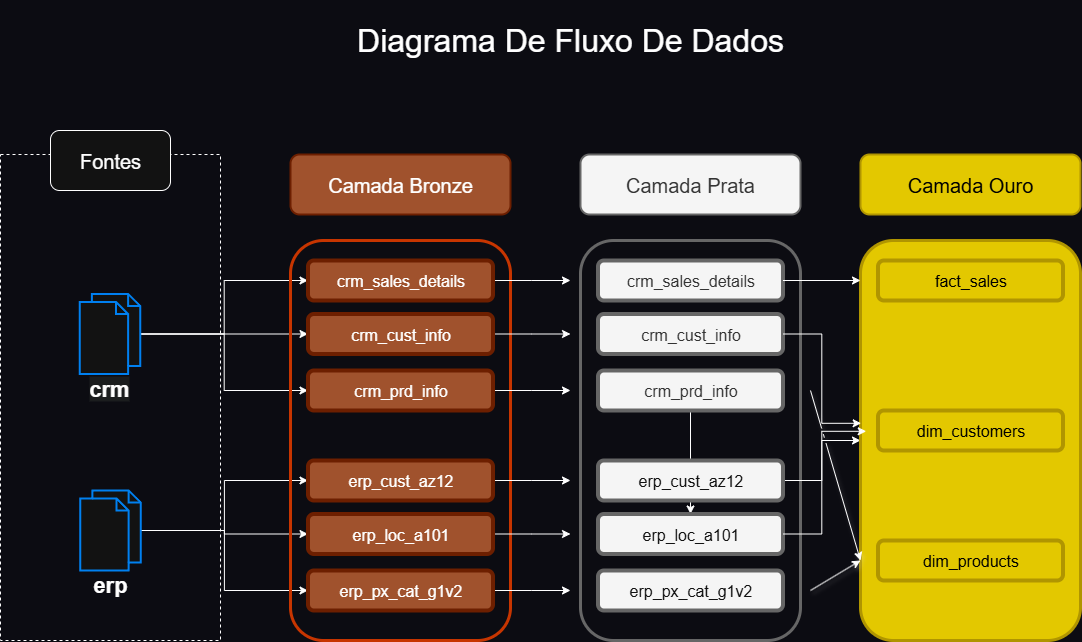 Diagrama De Fluxo De Dados
Fontes
Camada Bronze
Camada Prata
Camada Ouro
crm_sales_details
crm_sales_details
fact_sales
crm_cust_info
crm_cust_info
crm_prd_info
crm_prd_info
crm
dim_customers
erp_cust_az12
erp_cust_az12
erp_loc_a101
erp_loc_a101
dim_products
erp_px_cat_g1v2
erp_px_cat_g1v2
erp